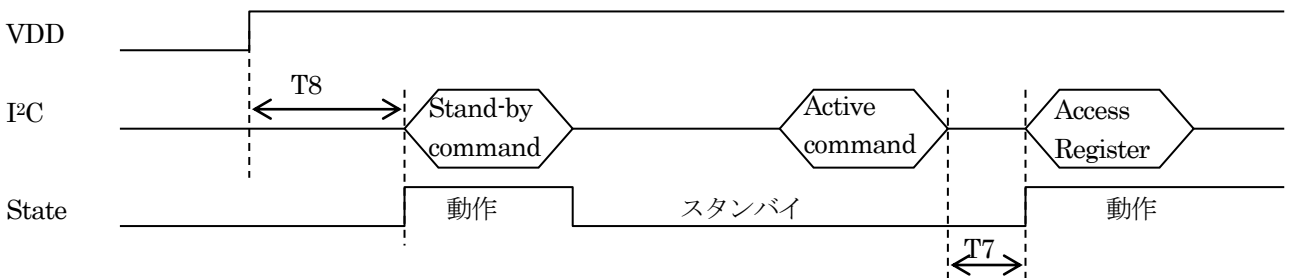 VDD
T8
I²C
Stand-by
command
Active
command
Access
Register
State
動作
スタンバイ
動作
T7